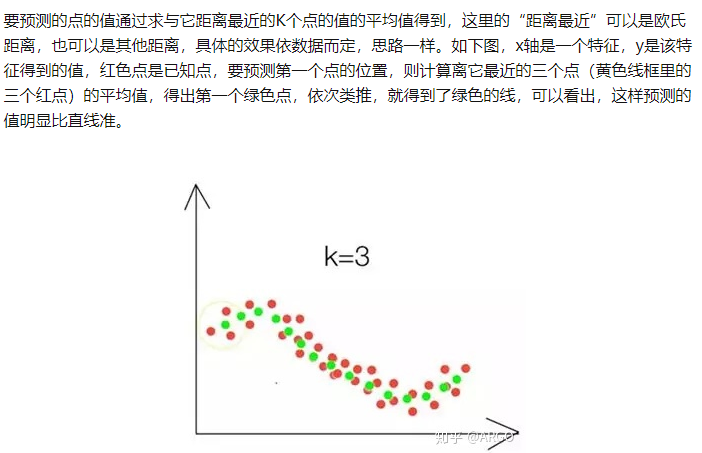 要预测的点的值通过求与它距离最近的K个点的值的平均值得到，这里的“距离最近”可以是欧氏
距离，也可以是其他距离，具体的效果依数据而定，思路一样。如下图，x轴是一个特征，y是该特
征得到的值，红色点是已知点，要预测第一个点的位置，则计算离它最近的三个点（黄色线框里的
三个红点）的平均值，得出第一个绿色点，依次类推，就得到了绿色的线，可以看出，这样预测的
值明显比直线准。
k=3
知乎 @ARGO